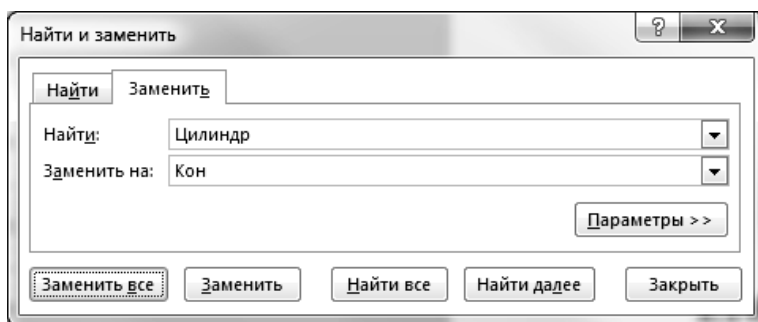 Найти и заменить
Найти Заменить
Найти: Цилиндр
Заменить на: Кон
Параметры >>
Заменить все Заменить Найти все Найти далее Закрыть